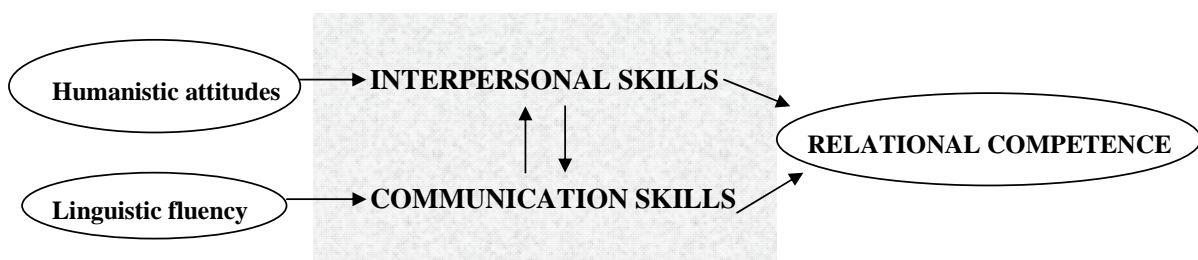 Humanistic attitudes
INTERPERSONAL SKILLS
RELATIONAL COMPETENCE
Linguistic fluency
COMMUNICATION SKILLS